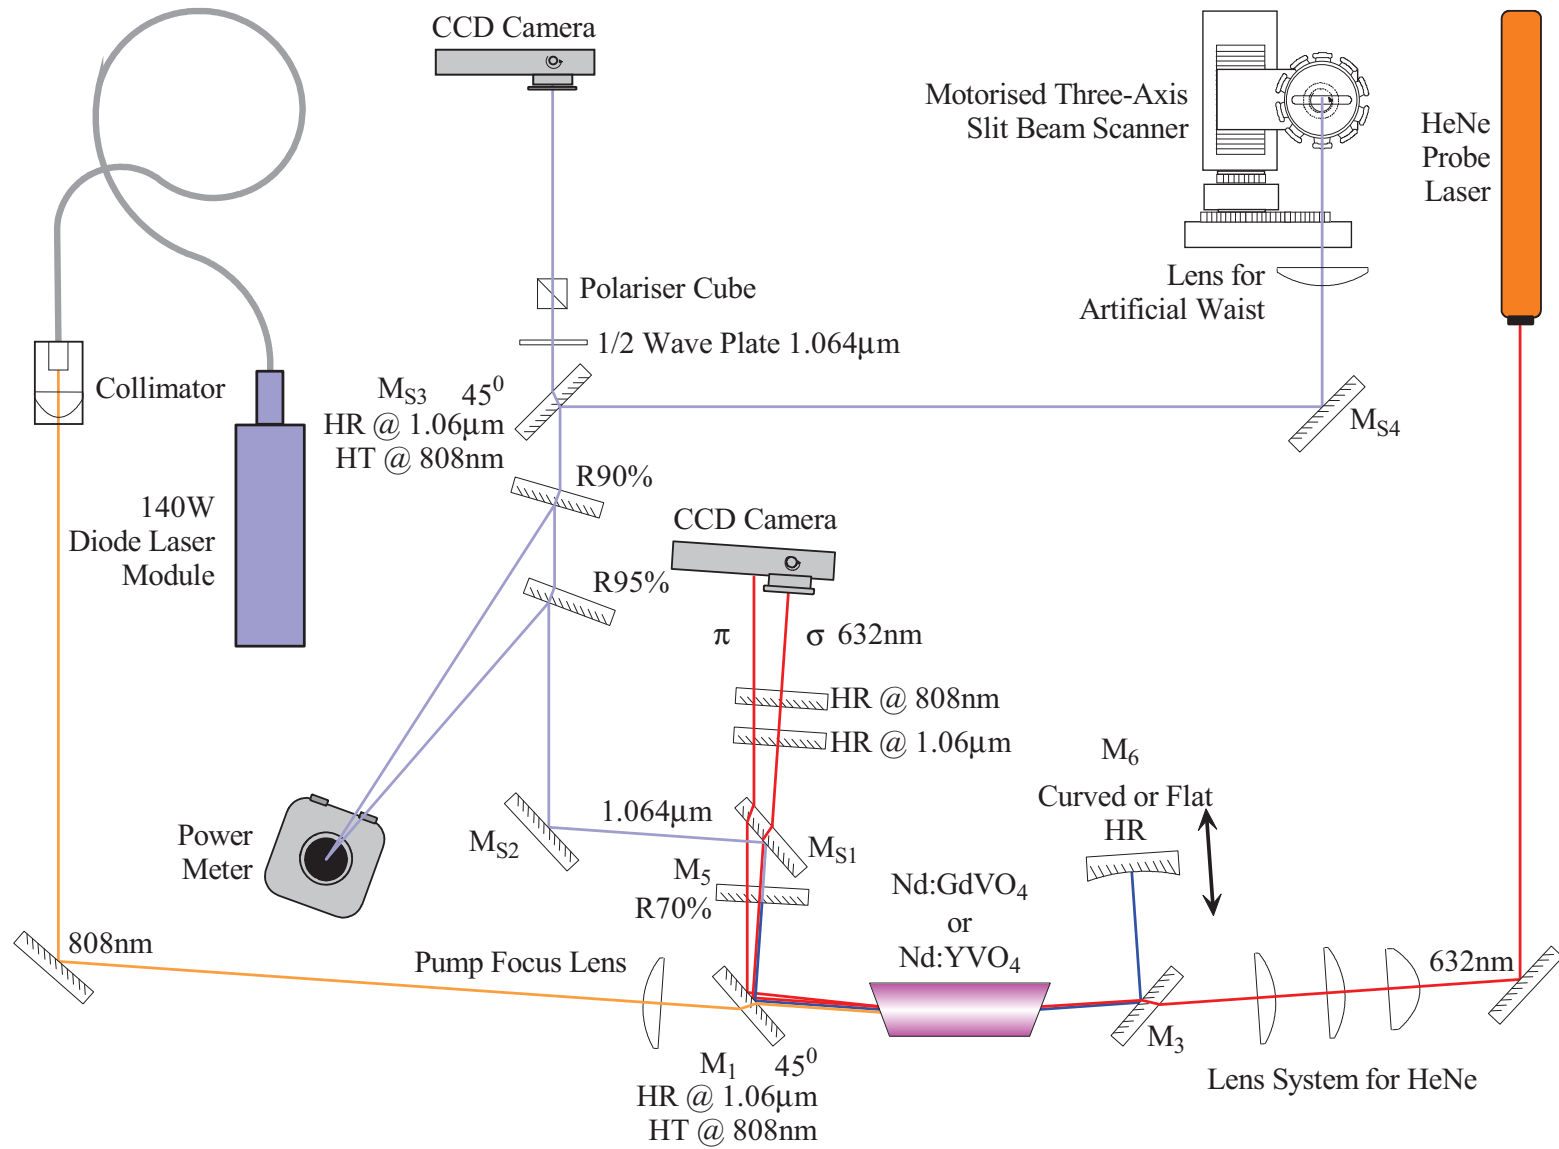 CCD Camera
Motorised Three-Axis
Slit Beam Scanner
HeNe
Probe
Laser
Lens for
Artificial Waist
Polariser Cube
1/2 Wave Plate 1.064μm
Collimator
M_S3 45⁰
HR @ 1.06μm
HT @ 808nm
M_S4
R90%
140W
Diode Laser
Module
CCD Camera
R95%
π
σ 632nm
HR @ 808nm
HR @ 1.06μm
M₆
Curved or Flat
HR
1.064μm
M_S2
M_S1
Power
Meter
M₅
R70%
Nd:GdVO₄
or
Nd:YVO₄
808nm
Pump Focus Lens
632nm
M₃
M₁ 45⁰
HR @ 1.06μm
HT @ 808nm
Lens System for HeNe